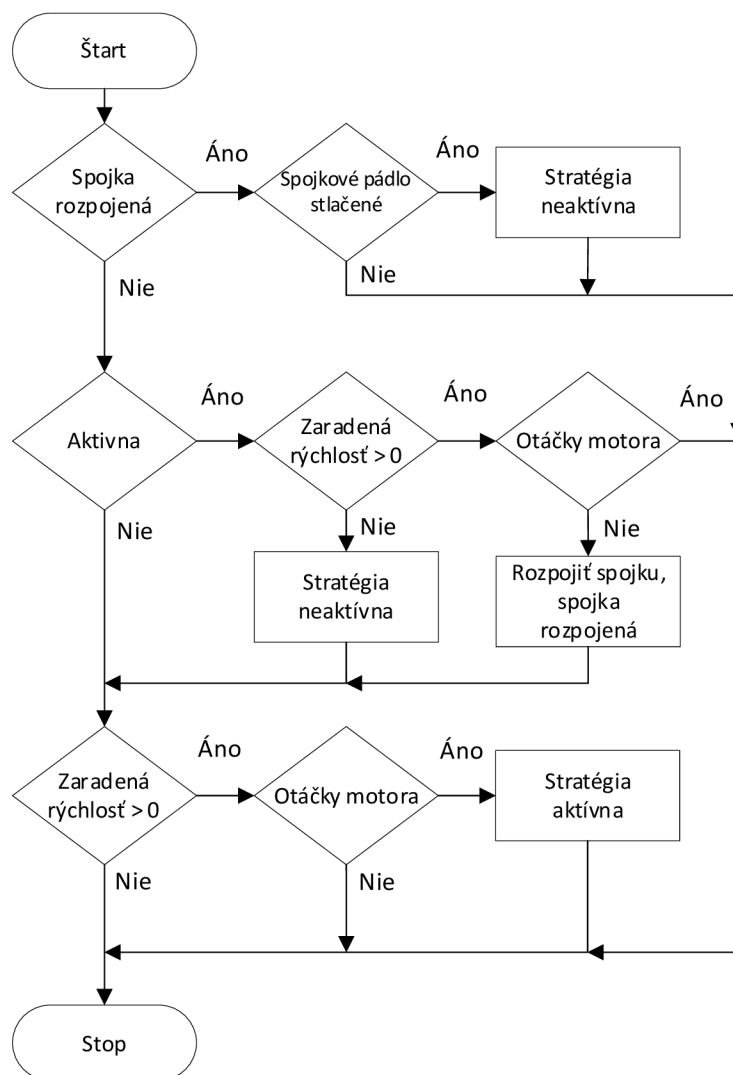 Štart
Áno
Áno
Spojka
rozpojená
Spojkové pádlo
stlačené
Stratégia
neaktívna
Nie
Nie
Áno
Áno
Áno
Aktivna
Zaradená
rýchlosť > 0
Otáčky motora
Nie
Nie
Nie
Stratégia
neaktívna
Rozpojiť spojku,
spojka
rozpojená
Áno
Áno
Zaradená
rýchlosť > 0
Otáčky motora
Stratégia
aktívna
Nie
Nie
Stop